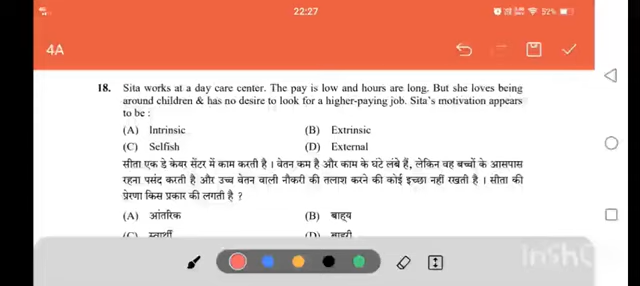 22:27
92%
4A
18. Sita works at a day care center. The pay is low and hours are long. But she loves being
around children & has no desire to look for a higher-paying job. Sita's motivation appears
to be :
(A) Intrinsic (B) Extrinsic
(C) Selfish (D) External
सीता एक डे केयर सेंटर में काम करती है । वेतन कम है और काम के घंटे लंबे हैं, लेकिन वह बच्चों के आसपास
रहना पसंद करती है और उच्च वेतन वाली नौकरी की तलाश करने की कोई इच्छा नहीं रखती है । सीता की
प्रेरणा किस प्रकार की लगती है ?
(A) आंतरिक (B) बाह्य
(C) स्वार्थी (D) बाहरी
InShO